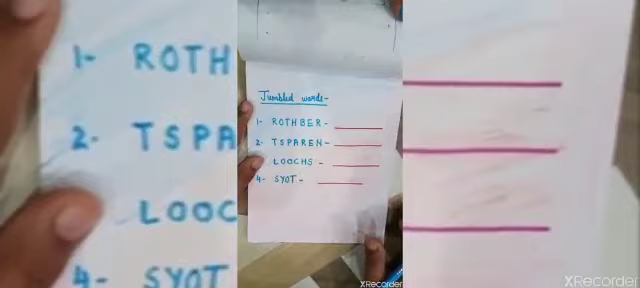 Jumbled words-
1- ROTHBER-
2- TSPAREN-
LOOCHS -
4- SYOT-
XRecorder
1- ROTH
2- TSPA
LOOC
4- SYOT
XRecorder